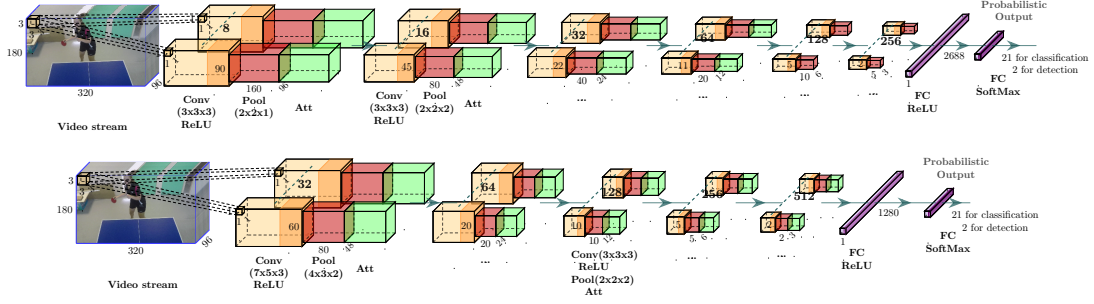 Probabilistic
Output
3
3
180
320
96
Video stream
1
8
1
90
160
96
Conv
(3x3x3)
ReLU
Pool
(2x2x1)
Att
16
45
80
48
Conv
(3x3x3)
ReLU
Pool
(2x2x2)
Att
32
22
40
24
...
64
11
20
12
...
128
5
10
6
...
256
2
5
3
...
1
2688
FC
ReLU
FC
SoftMax
21 for classification
2 for detection
Probabilistic
Output
3
3
180
320
96
Video stream
1
32
1
60
80
48
Conv
(7x5x3)
ReLU
Pool
(4x3x2)
Att
64
20
20
24
...
128
10
10
12
Conv(3x3x3)
ReLU
Pool(2x2x2)
Att
256
5
5
6
...
512
2
2
3
...
1
1280
FC
ReLU
FC
SoftMax
21 for classification
2 for detection